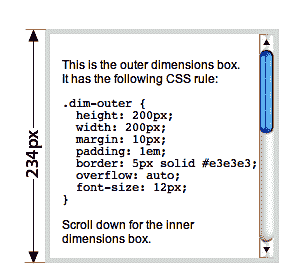 This is the outer dimensions box.
It has the following CSS rule:
.dim-outer {
height: 200px;
width: 200px;
margin: 10px;
padding: 1em;
border: 5px solid #e3e3e3;
overflow: auto;
font-size: 12px;
}
Scroll down for the inner
dimensions box.
234px